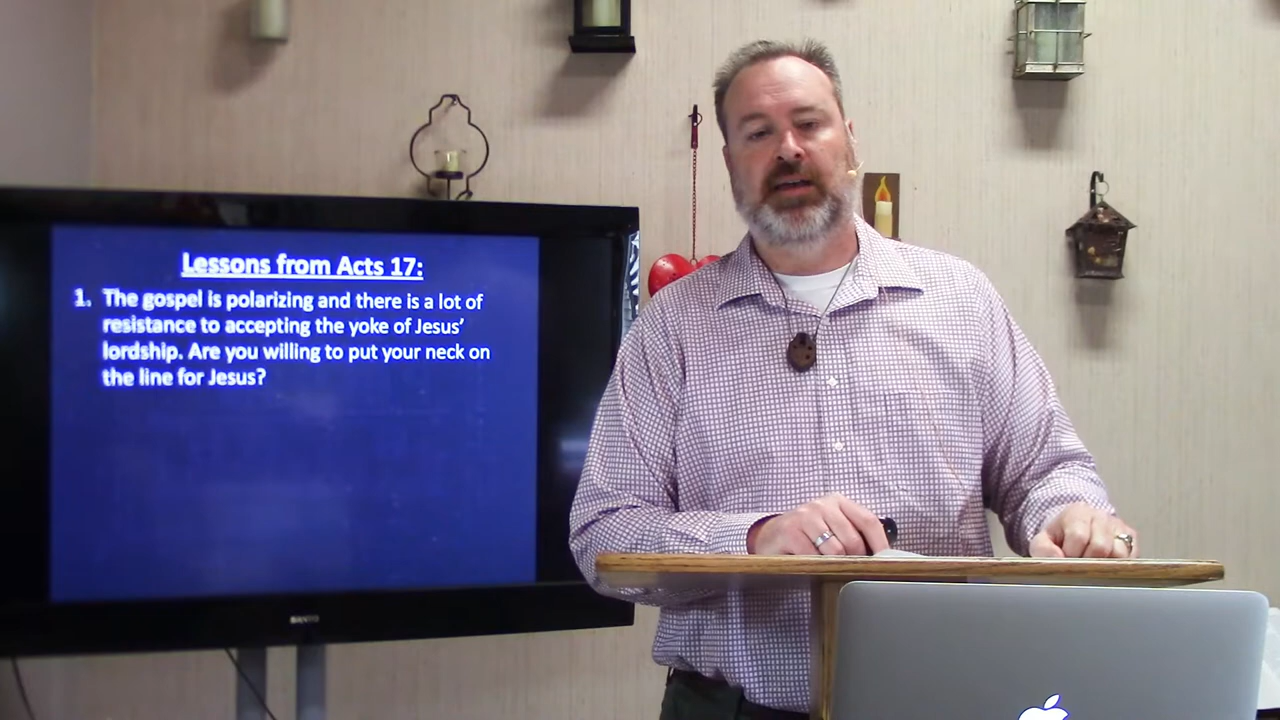 Lessons from Acts 17:
1. The gospel is polarizing and there is a lot of
resistance to accepting the yoke of Jesus'
lordship. Are you willing to put your neck on
the line for Jesus?
SANYO